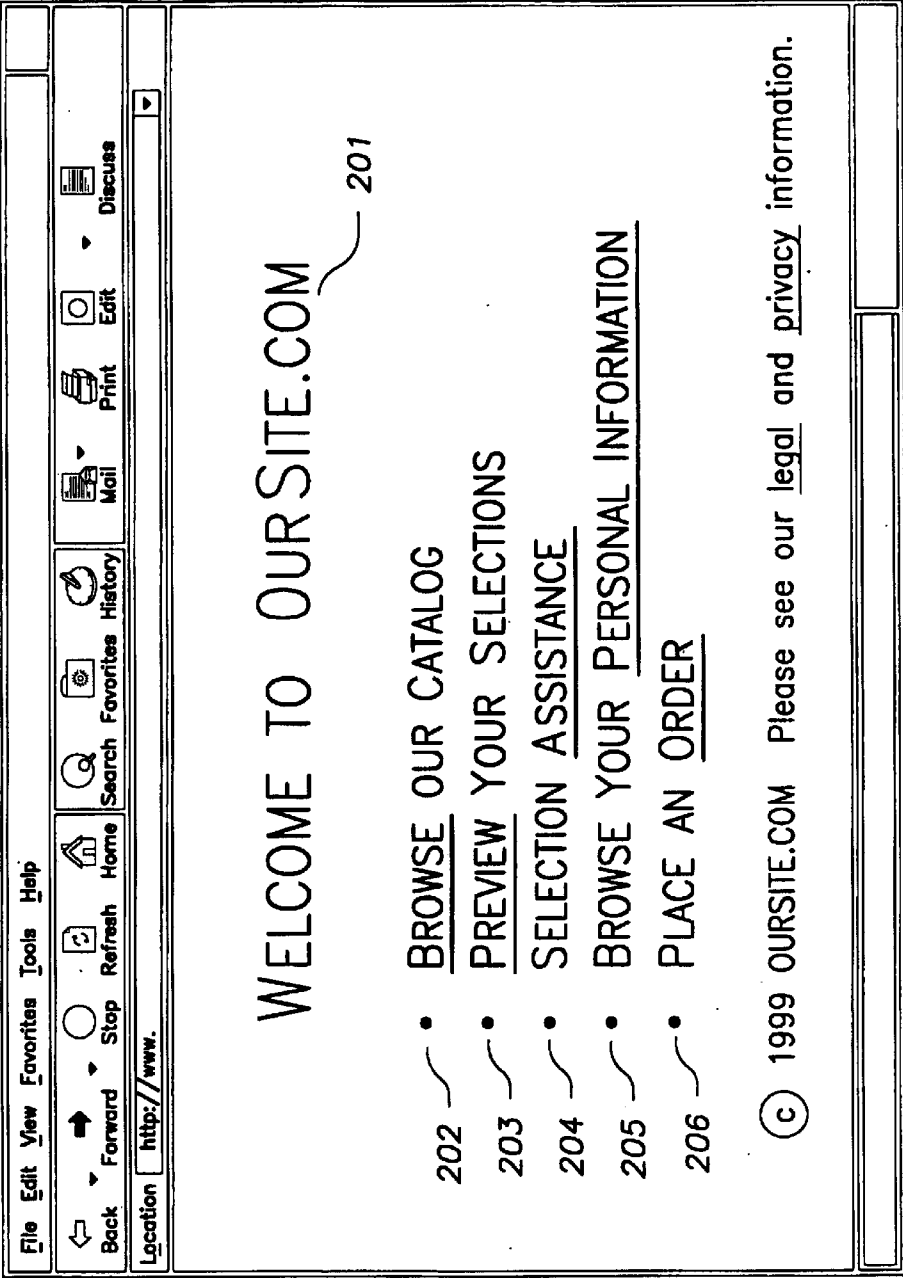 File Edit View Favorites Tools Help
Back Forward Stop Refresh Home Search Favorites History Mail Print Edit Discuss
Location http://www.
WELCOME TO OURSITE.COM
201
202 • BROWSE OUR CATALOG
203 • PREVIEW YOUR SELECTIONS
204 • SELECTION ASSISTANCE
205 • BROWSE YOUR PERSONAL INFORMATION
206 • PLACE AN ORDER
© 1999 OURSITE.COM Please see our legal and privacy information.